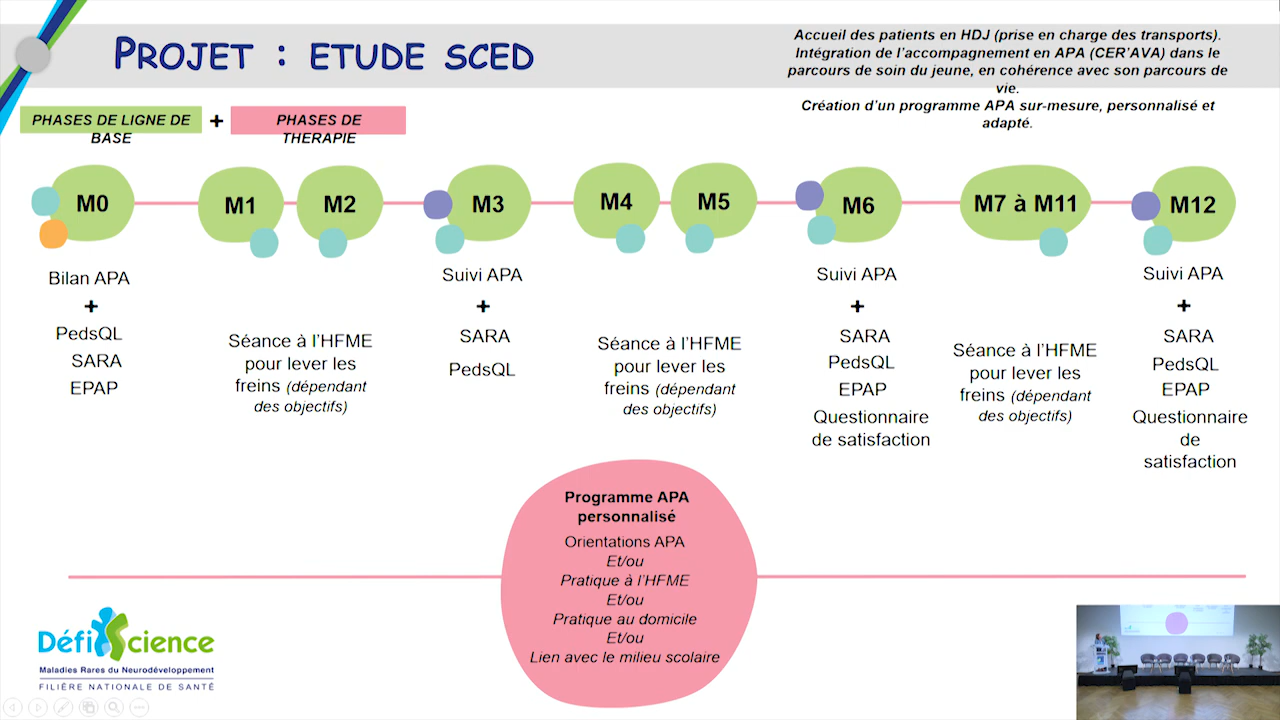 PROJET : ETUDE SCED
Accueil des patients en HDJ (prise en charge des transports).
Intégration de l'accompagnement en APA (CER'AVA) dans le
parcours de soin du jeune, en cohérence avec son parcours de
vie.
Création d'un programme APA sur-mesure, personnalisé et
adapté.
PHASES DE LIGNE DE
BASE
+
PHASES DE
THERAPIE
M0
M1
M2
M3
M4
M5
M6
M7 à M11
M12
Bilan APA
+
PedsQL
SARA
EPAP
Séance à l'HFME
pour lever les
freins (dépendant
des objectifs)
Suivi APA
+
SARA
PedsQL
Séance à l'HFME
pour lever les
freins (dépendant
des objectifs)
Suivi APA
+
SARA
PedsQL
EPAP
Questionnaire
de satisfaction
Séance à l'HFME
pour lever les
freins (dépendant
des objectifs)
Suivi APA
+
SARA
PedsQL
EPAP
Questionnaire
de
satisfaction
Programme APA
personnalisé
Orientations APA
Et/ou
Pratique à l'HFME
Et/ou
Pratique au domicile
Et/ou
Lien avec le milieu scolaire
DéfiScience
Maladies Rares du Neurodéveloppement
FILIÈRE NATIONALE DE SANTÉ